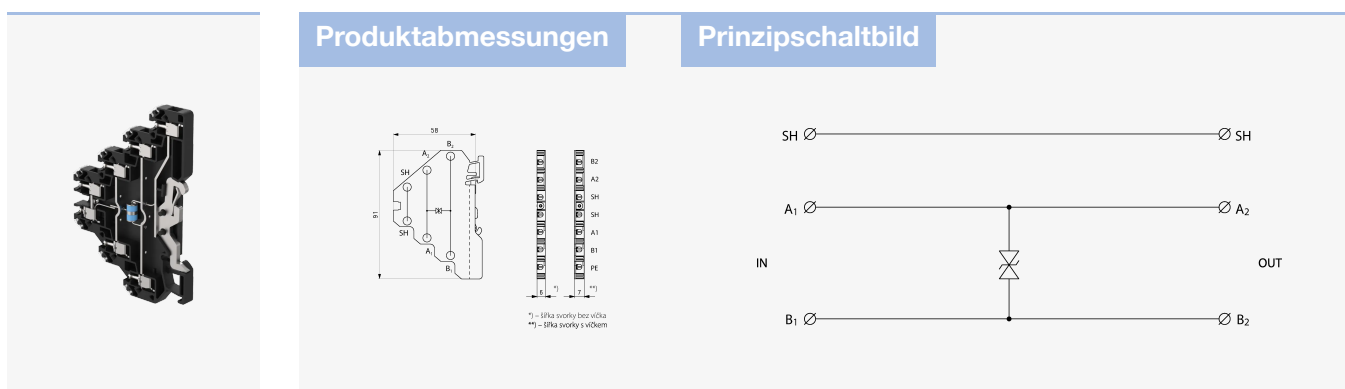 Produktabmessungen
Prinzipschaltbild
58
B2
A2
SH
91
SH
A1
B1
B2
A2
SH
SH
A1
B1
PE
6 *)
7 **)
*) – šířka svorky bez víčka
**) – šířka svorky s víčkem
SH SH
A1 A2
IN OUT
B1 B2